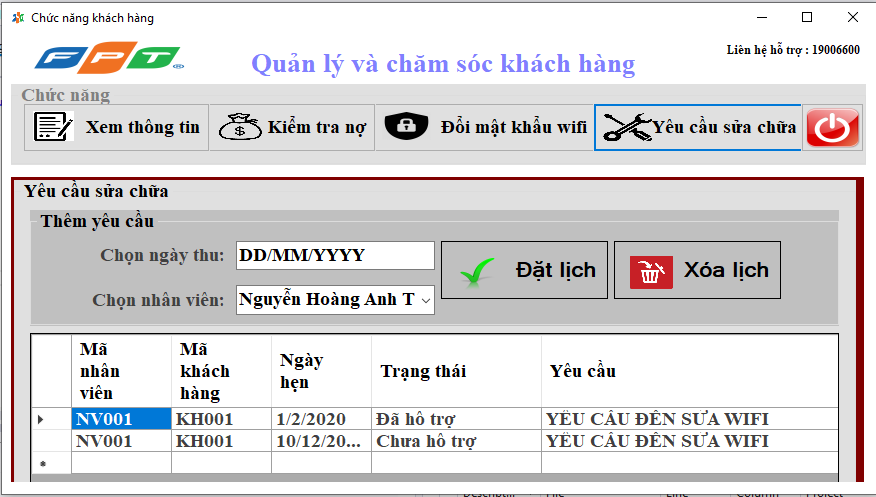 Chức năng khách hàng
FPT
Quản lý và chăm sóc khách hàng
Liên hệ hỗ trợ : 19006600
Chức năng
Xem thông tin
Kiểm tra nợ
Đổi mật khẩu wifi
Yêu cầu sửa chữa
Yêu cầu sửa chữa
Thêm yêu cầu
Chọn ngày thu:
DD/MM/YYYY
Đặt lịch
Xóa lịch
Chọn nhân viên:
Nguyễn Hoàng Anh T
Mã nhân viên
Mã khách hàng
Ngày hẹn
Trạng thái
Yêu cầu
NV001 KH001 1/2/2020 Đã hỗ trợ YÊU CẦU ĐẾN SỬA WIFI
NV001 KH001 10/12/20... Chưa hỗ trợ YÊU CẦU ĐẾN SỬA WIFI